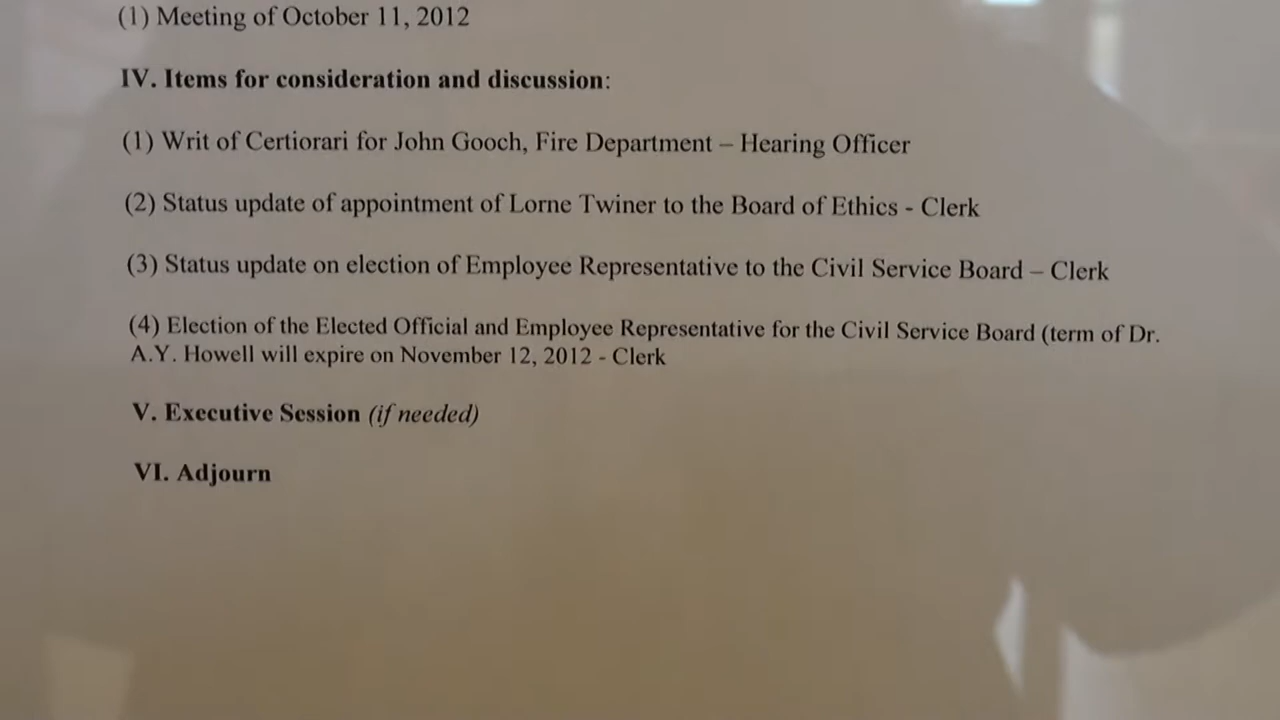 (1) Meeting of October 11, 2012
IV. Items for consideration and discussion:
(1) Writ of Certiorari for John Gooch, Fire Department – Hearing Officer
(2) Status update of appointment of Lorne Twiner to the Board of Ethics - Clerk
(3) Status update on election of Employee Representative to the Civil Service Board – Clerk
(4) Election of the Elected Official and Employee Representative for the Civil Service Board (term of Dr.
A.Y. Howell will expire on November 12, 2012 - Clerk
V. Executive Session (if needed)
VI. Adjourn